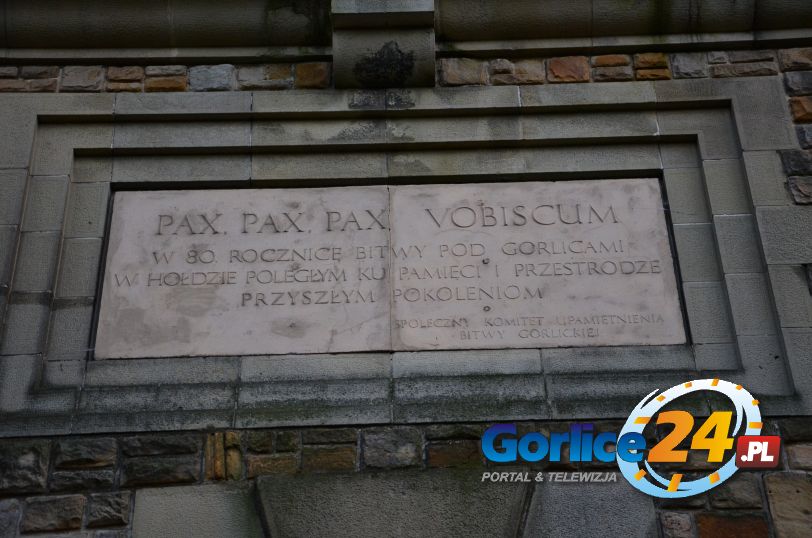 PAX, PAX, PAX, VOBISCUM
W 80. ROCZNICĘ BITWY POD GORLICAMI
W HOŁDZIE POLEGŁYM KU PAMIĘCI I PRZESTRODZE
PRZYSZŁYM POKOLENIOM
SPOŁECZNY KOMITET UPAMIĘTNIENIA
BITWY GORLICKIEJ
Gorlice24.PL
PORTAL & TELEWIZJA